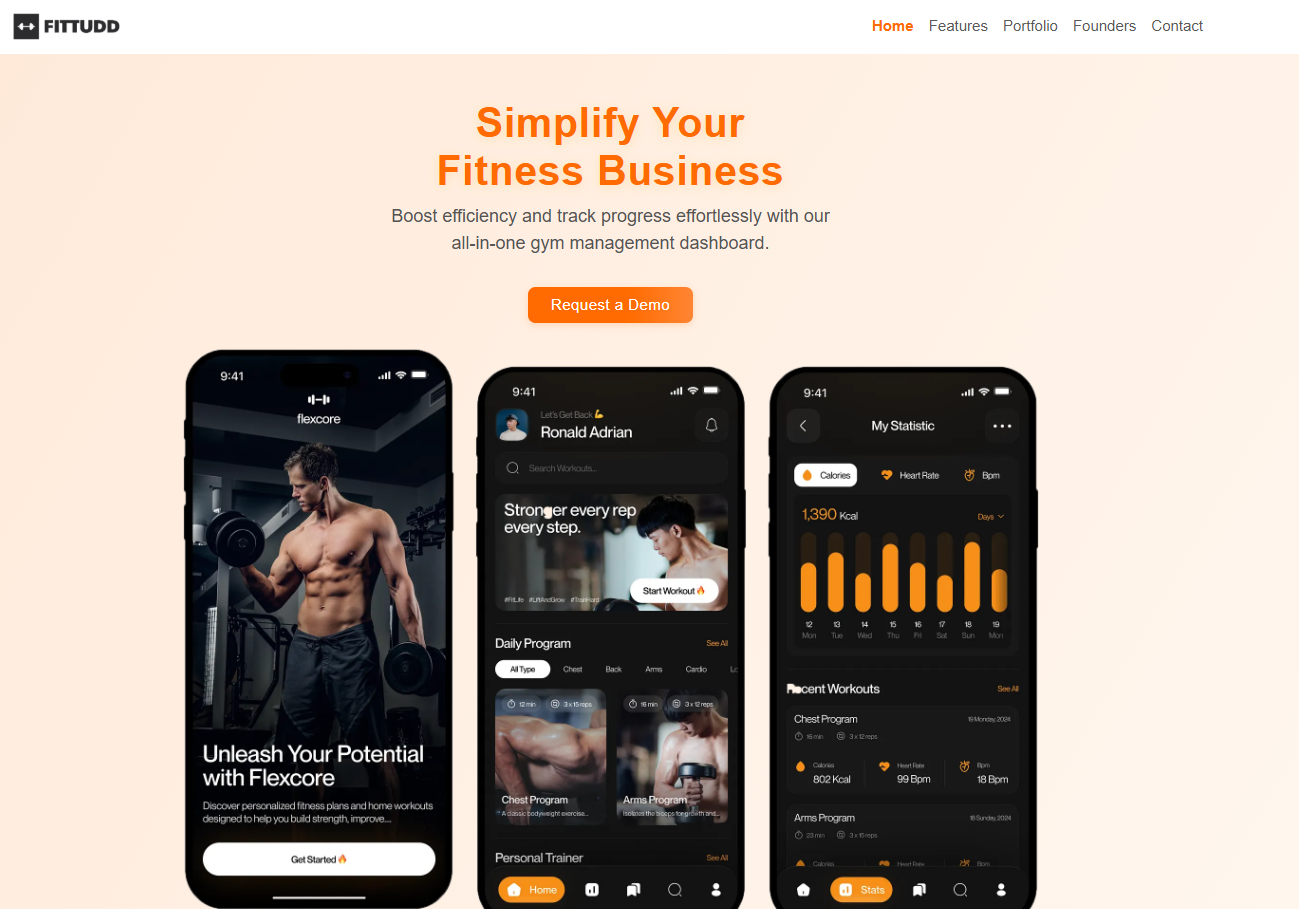 FITTUDD
Home Features Portfolio Founders Contact
Simplify Your
Fitness Business
Boost efficiency and track progress effortlessly with our
all-in-one gym management dashboard.
Request a Demo
9:41
flexcore
Unleash Your Potential
with Flexcore
Discover personalized fitness plans and home workouts
designed to help you build strength, improve...
Get Started
9:41
Let's Get Back
Ronald Adrian
Search Workouts...
Stronger every rep
every step.
#FitLife #LiftAndGrow #TrainHard
Start Workout
Daily Program See All
All Type Chest Back Arms Cardio
12 min 3 x 15 reps
16 min 3 x 12 reps
Chest Program
A classic bodyweight exercise...
Arms Program
Isolates the biceps for growth and...
Personal Trainer See All
Home
9:41
My Statistic
Calories Heart Rate Bpm
1,390 Kcal Days
12 13 14 15 16 17 18 19
Mon Tue Wed Thu Fri Sat Sun Mon
Recent Workouts See All
Chest Program 19 Monday, 2024
16 min 3 x 12 reps
Calories Heart Rate Bpm
802 Kcal 99 Bpm 18 Bpm
Arms Program 18 Sunday, 2024
23 min 3 x 15 reps
Calories Heart Rate Bpm
Stats